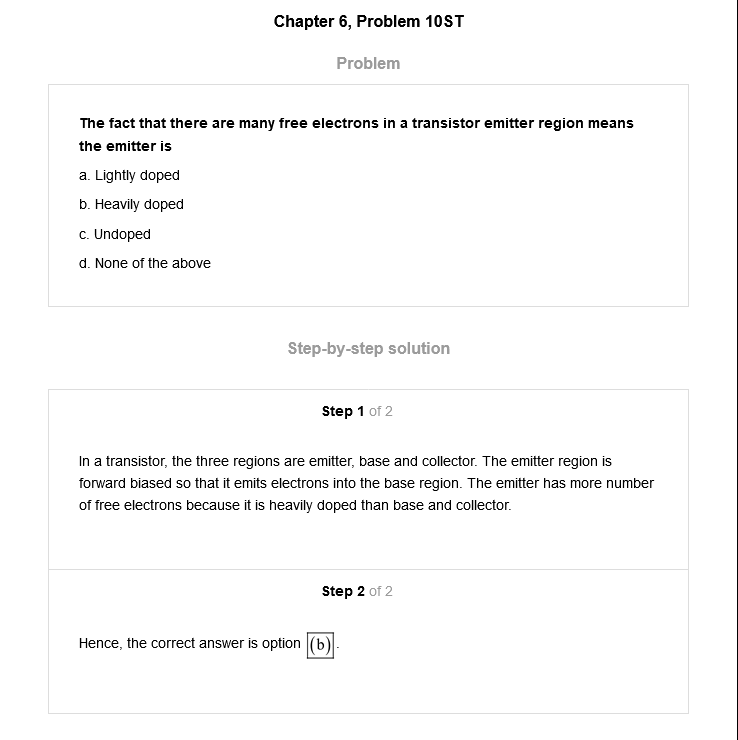 Chapter 6, Problem 10ST
Problem
The fact that there are many free electrons in a transistor emitter region means
the emitter is
a. Lightly doped
b. Heavily doped
c. Undoped
d. None of the above
Step-by-step solution
Step 1 of 2
In a transistor, the three regions are emitter, base and collector. The emitter region is
forward biased so that it emits electrons into the base region. The emitter has more number
of free electrons because it is heavily doped than base and collector.
Step 2 of 2
Hence, the correct answer is option (b).